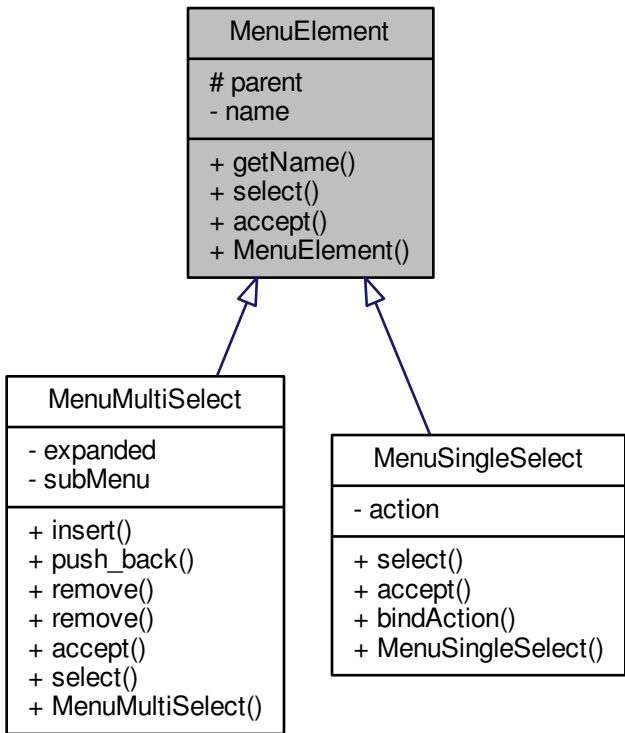 MenuElement
# parent
- name
+ getName()
+ select()
+ accept()
+ MenuElement()
MenuMultiSelect
- expanded
- subMenu
+ insert()
+ push_back()
+ remove()
+ remove()
+ accept()
+ select()
+ MenuMultiSelect()
MenuSingleSelect
- action
+ select()
+ accept()
+ bindAction()
+ MenuSingleSelect()